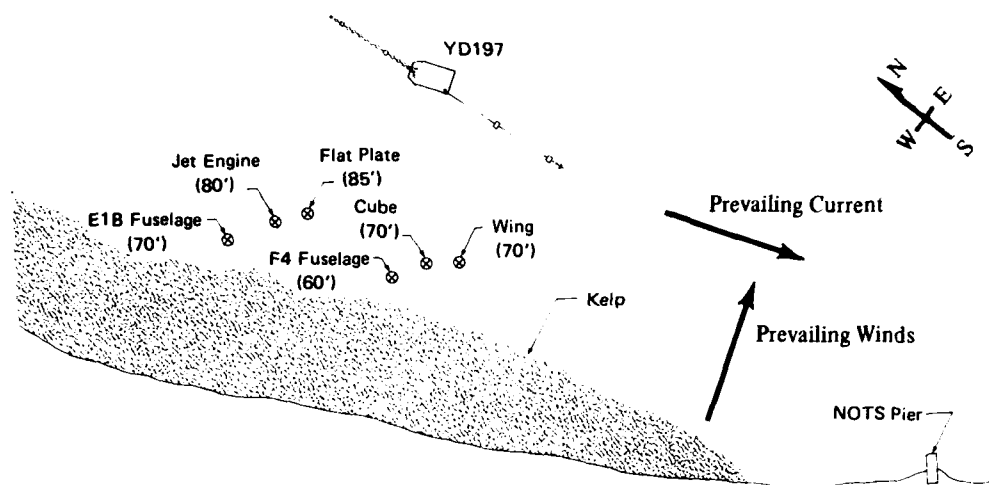 YD197
N
E
W
S
Jet Engine
(80')
Flat Plate
(85')
E1B Fuselage
(70')
Cube
(70')
Wing
(70')
F4 Fuselage
(60')
Prevailing Current
Kelp
Prevailing Winds
NOTS Pier